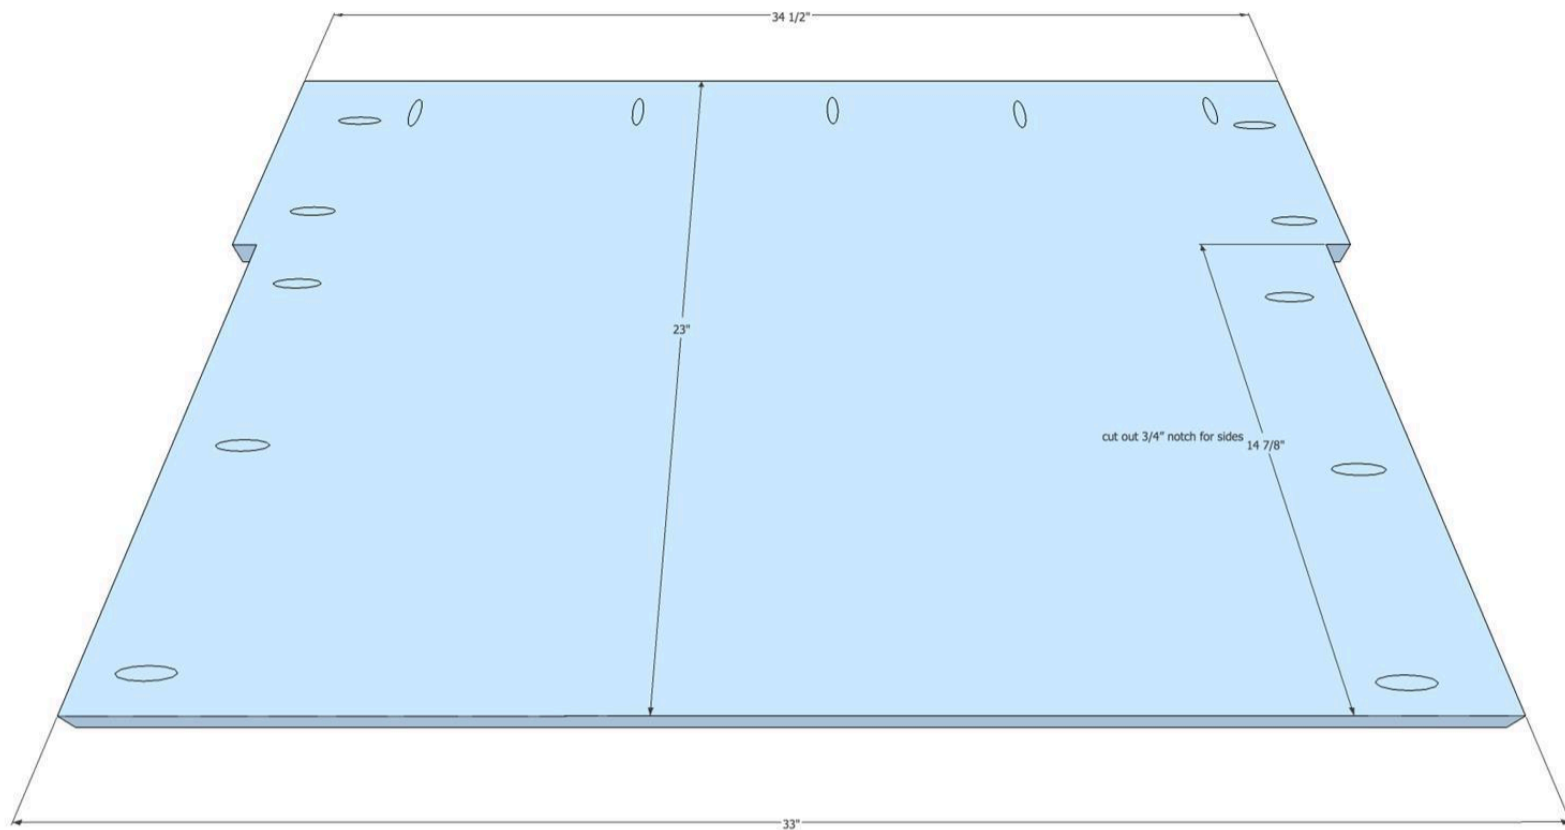 34 1/2"
23"
cut out 3/4" notch for sides
14 7/8"
33"